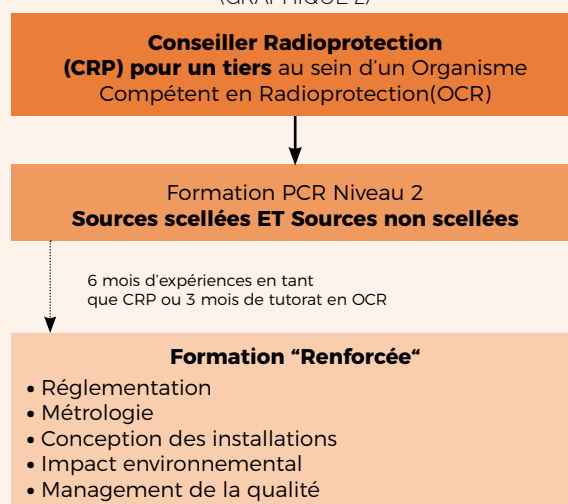 (GRAPHIQUE 2)
Conseiller Radioprotection
(CRP) pour un tiers au sein d’un Organisme
Compétent en Radioprotection(OCR)
Formation PCR Niveau 2
Sources scellées ET Sources non scellées
6 mois d’expériences en tant
que CRP ou 3 mois de tutorat en OCR
Formation “Renforcée“
• Réglementation
• Métrologie
• Conception des installations
• Impact environnemental
• Management de la qualité